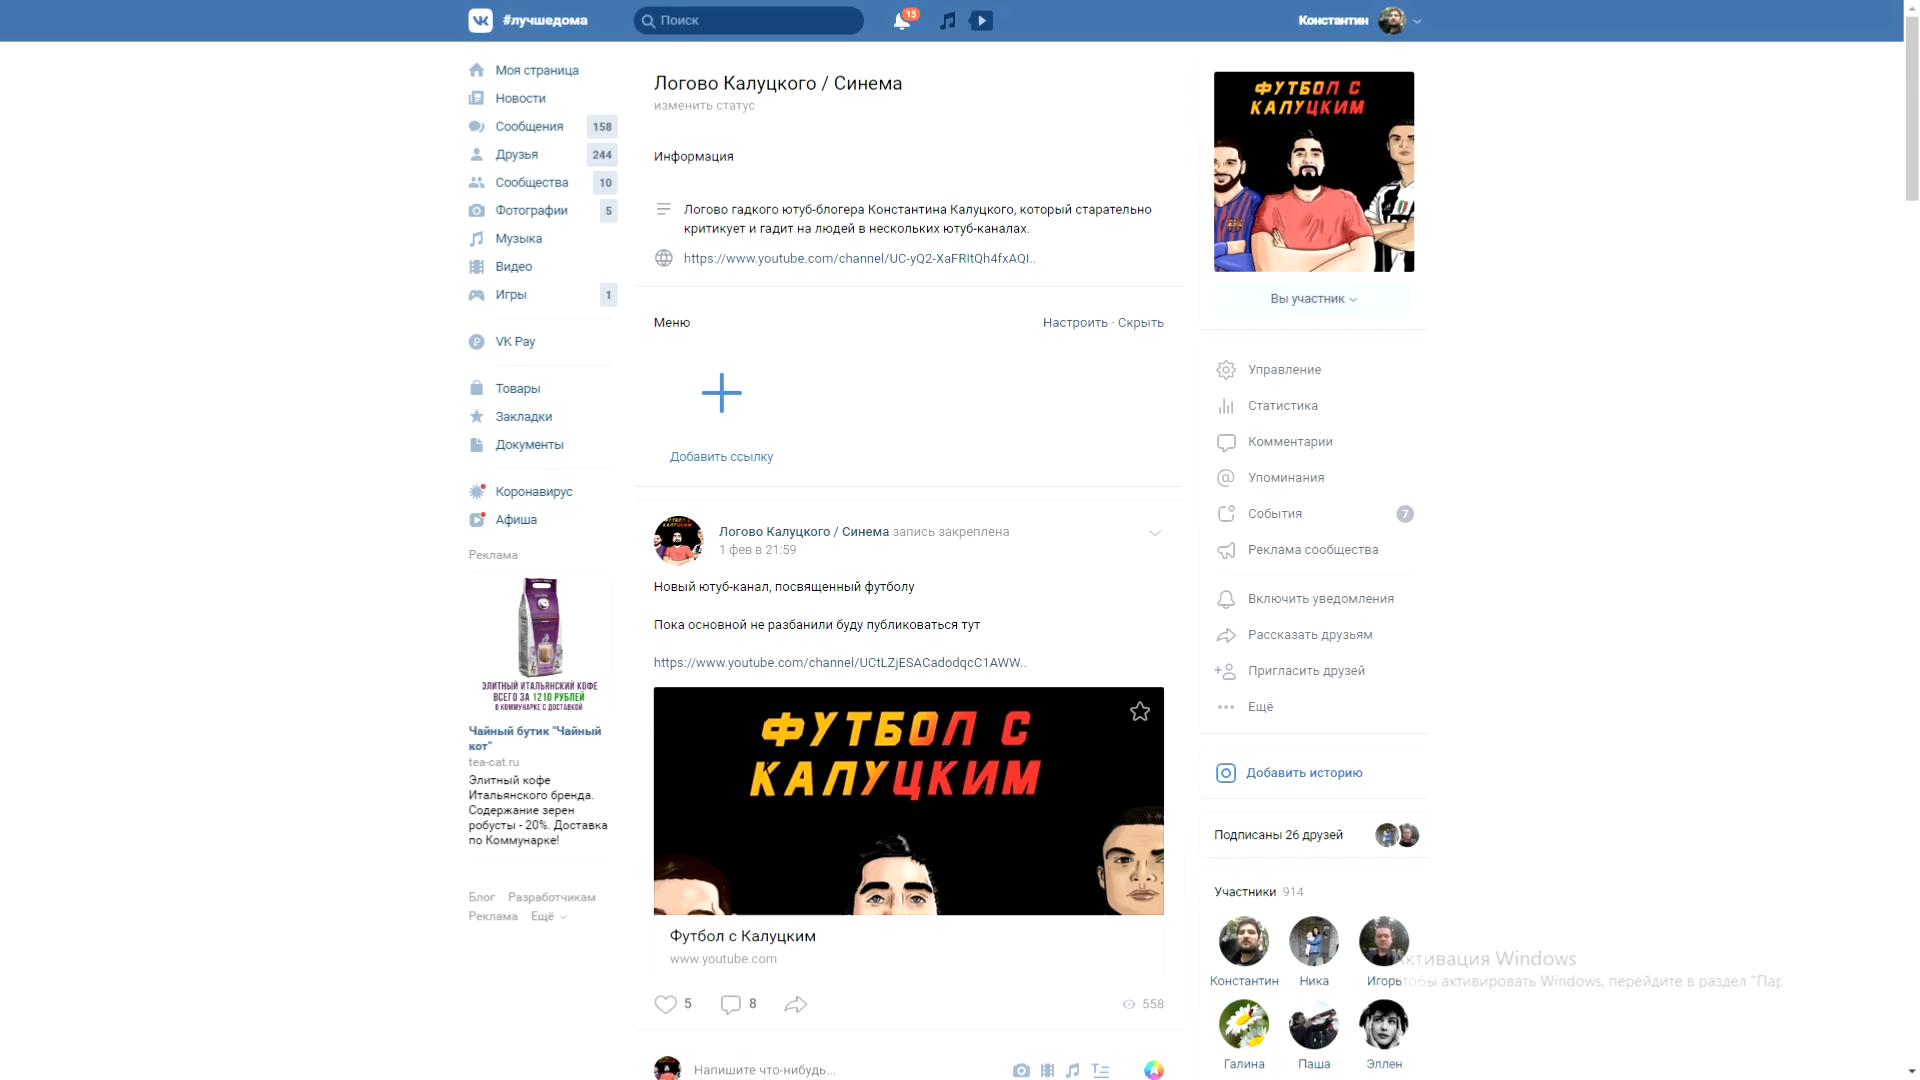 #лучшедома
Поиск
15
Константин
Моя страница
Новости
Сообщения 158
Друзья 244
Сообщества 10
Фотографии 5
Музыка
Видео
Игры 1
VK Pay
Товары
Закладки
Документы
Коронавирус
Афиша
Реклама
ЭЛИТНЫЙ ИТАЛЬЯНСКИЙ КОФЕ
ВСЕГО ЗА 1210 РУБЛЕЙ
В КОММУНАРКЕ С ДОСТАВКОЙ
Чайный бутик "Чайный
кот"
tea-cat.ru
Элитный кофе
Итальянского бренда.
Содержание зерен
робусты - 20%. Доставка
по Коммунарке!
Блог Разработчикам
Реклама Ещё
Логово Калуцкого / Синема
изменить статус
Информация
Логово гадкого ютуб-блогера Константина Калуцкого, который старательно
критикует и гадит на людей в нескольких ютуб-каналах.
https://www.youtube.com/channel/UC-yQ2-XaFRItQh4fxAQI..
Меню
Настроить · Скрыть
Добавить ссылку
Логово Калуцкого / Синема запись закреплена
1 фев в 21:59
Новый ютуб-канал, посвященный футболу
Пока основной не разбанили буду публиковаться тут
https://www.youtube.com/channel/UCtLZjESACadodqcC1AWW..
ФУТБОЛ С
КАЛУЦКИМ
Футбол с Калуцким
www.youtube.com
5 8
558
Напишите что-нибудь...
ФУТБОЛ С
КАЛУЦКИМ
Вы участник
Управление
Статистика
Комментарии
Упоминания
События 7
Реклама сообщества
Включить уведомления
Рассказать друзьям
Пригласить друзей
Ещё
Добавить историю
Подписаны 26 друзей
Участники 914
Константин Ника Игорь
Галина Паша Эллен
Активация Windows
Чтобы активировать Windows, перейдите в раздел "Пар